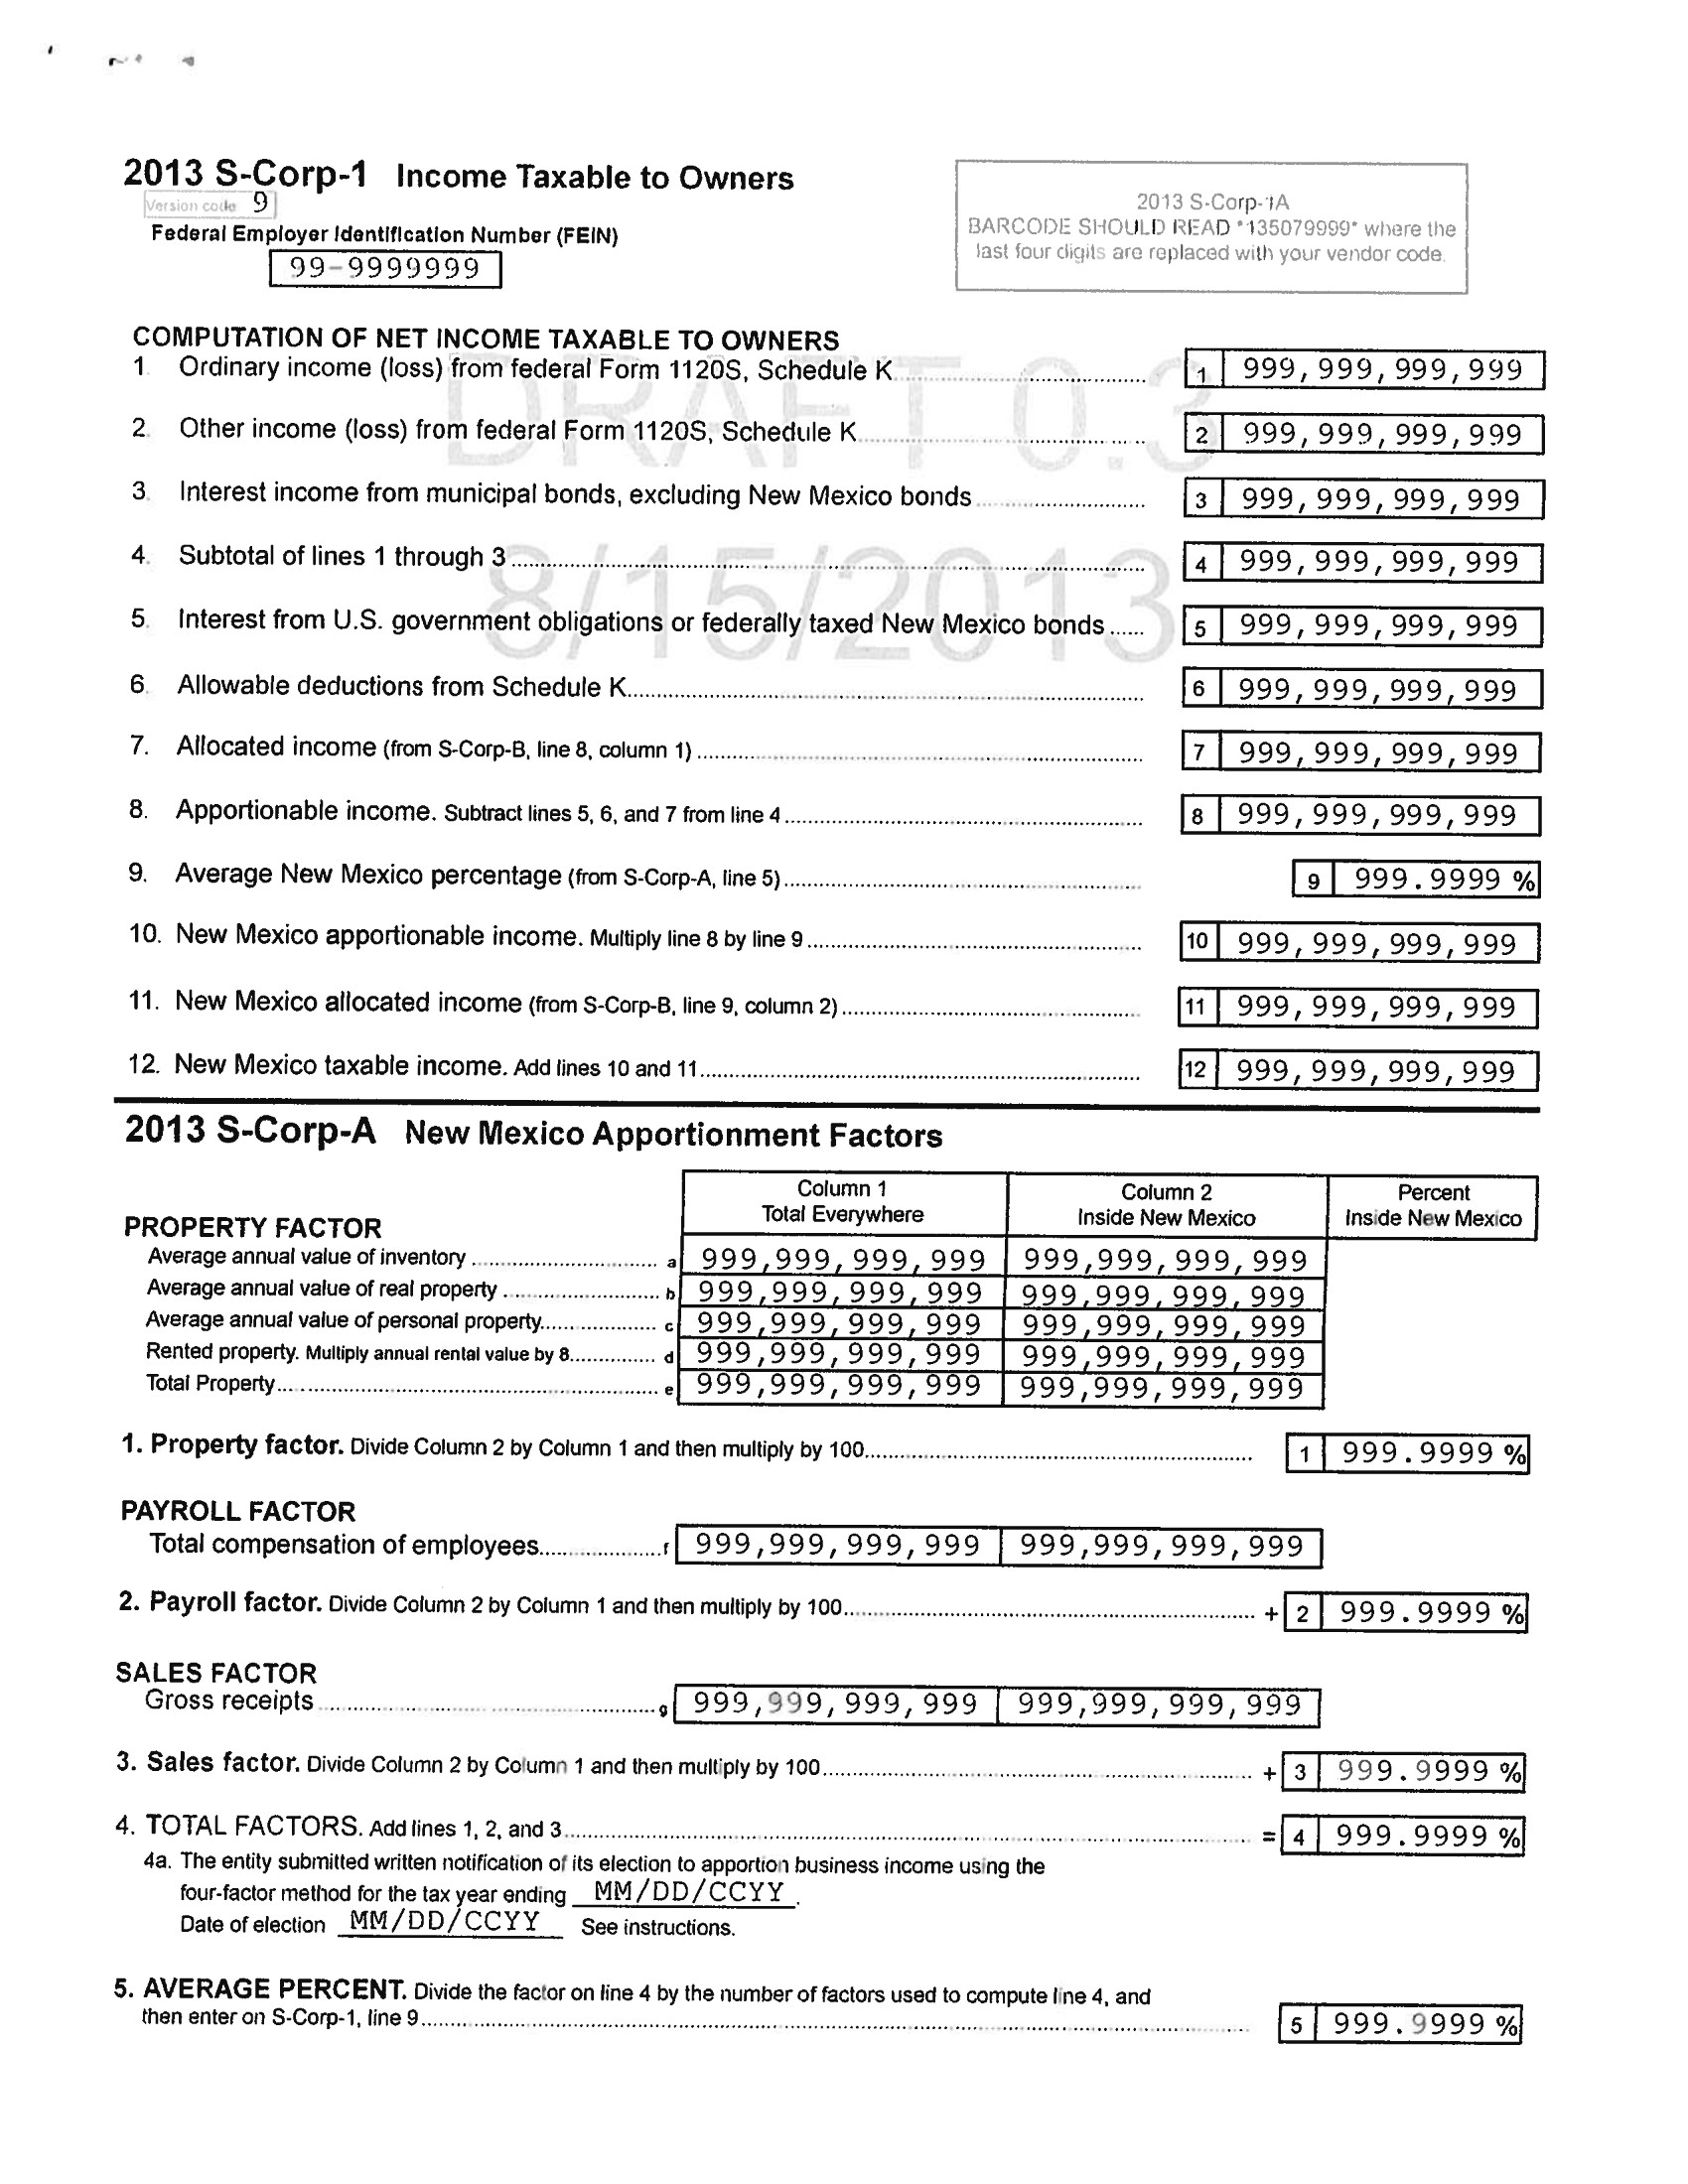 2013 S-Corp-1 Income Taxable to Owners
Version code 9
Federal Employer Identification Number (FEIN)
99-9999999
2013 S-Corp-1A
BARCODE SHOULD READ *135079999* where the
last four digits are replaced with your vendor code.
DRAFT 0.3
8/15/2013
COMPUTATION OF NET INCOME TAXABLE TO OWNERS
1. Ordinary income (loss) from federal Form 1120S, Schedule K 1 999,999,999,999
2. Other income (loss) from federal Form 1120S, Schedule K 2 999,999,999,999
3. Interest income from municipal bonds, excluding New Mexico bonds 3 999,999,999,999
4. Subtotal of lines 1 through 3 4 999,999,999,999
5. Interest from U.S. government obligations or federally taxed New Mexico bonds 5 999,999,999,999
6. Allowable deductions from Schedule K 6 999,999,999,999
7. Allocated income (from S-Corp-B, line 8, column 1) 7 999,999,999,999
8. Apportionable income. Subtract lines 5, 6, and 7 from line 4 8 999,999,999,999
9. Average New Mexico percentage (from S-Corp-A, line 5) 9 999.9999 %
10. New Mexico apportionable income. Multiply line 8 by line 9 10 999,999,999,999
11. New Mexico allocated income (from S-Corp-B, line 9, column 2) 11 999,999,999,999
12. New Mexico taxable income. Add lines 10 and 11 12 999,999,999,999
2013 S-Corp-A New Mexico Apportionment Factors
Column 1 Column 2 Percent
Total Everywhere Inside New Mexico Inside New Mexico
PROPERTY FACTOR
Average annual value of inventory a 999,999,999,999 999,999,999,999
Average annual value of real property b 999,999,999,999 999,999,999,999
Average annual value of personal property c 999,999,999,999 999,999,999,999
Rented property. Multiply annual rental value by 8 d 999,999,999,999 999,999,999,999
Total Property e 999,999,999,999 999,999,999,999
1. Property factor. Divide Column 2 by Column 1 and then multiply by 100 1 999.9999 %
PAYROLL FACTOR
Total compensation of employees f 999,999,999,999 999,999,999,999
2. Payroll factor. Divide Column 2 by Column 1 and then multiply by 100 + 2 999.9999 %
SALES FACTOR
Gross receipts g 999,999,999,999 999,999,999,999
3. Sales factor. Divide Column 2 by Column 1 and then multiply by 100 + 3 999.9999 %
4. TOTAL FACTORS. Add lines 1, 2, and 3 = 4 999.9999 %
4a. The entity submitted written notification of its election to apportion business income using the
four-factor method for the tax year ending MM/DD/CCYY.
Date of election MM/DD/CCYY See instructions.
5. AVERAGE PERCENT. Divide the factor on line 4 by the number of factors used to compute line 4, and
then enter on S-Corp-1, line 9 5 999.9999 %